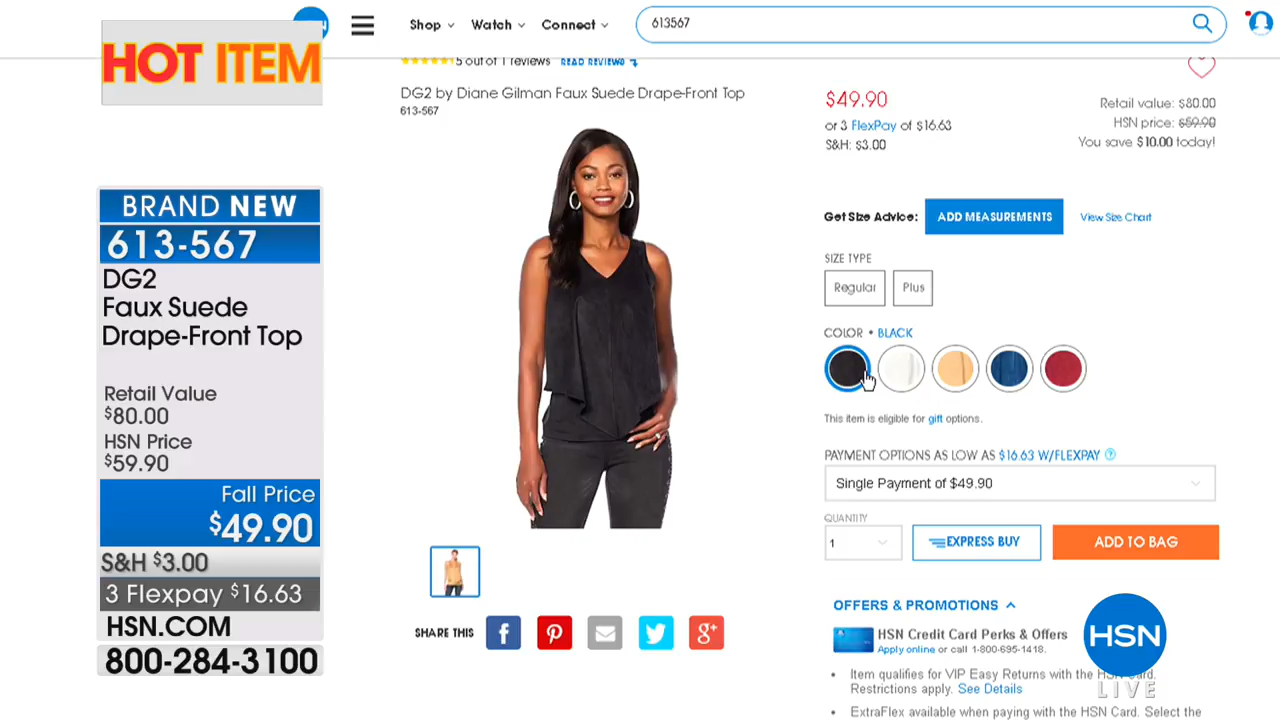 HOT ITEM
Shop
Watch
Connect
613567
5 out of 1 reviews READ REVIEWS
DG2 by Diane Gilman Faux Suede Drape-Front Top
613-567
$49.90
or 3 FlexPay of $16.63
S&H: $3.00
Retail value: $80.00
HSN price: $59.90
You save $10.00 today!
Get Size Advice:
ADD MEASUREMENTS
View Size Chart
SIZE TYPE
Regular
Plus
COLOR • BLACK
This item is eligible for gift options.
PAYMENT OPTIONS AS LOW AS $16.63 W/FLEXPAY ?
Single Payment of $49.90
QUANTITY
1
EXPRESS BUY
ADD TO BAG
OFFERS & PROMOTIONS
HSN Credit Card Perks & Offers
Apply online or call 1-800-695-1418.
• Item qualifies for VIP Easy Returns with the HSN Card.
Restrictions apply. See Details
• ExtraFlex available when paying with the HSN Card. Select the
SHARE THIS
BRAND NEW
613-567
DG2
Faux Suede
Drape-Front Top
Retail Value
$80.00
HSN Price
$59.90
Fall Price
$49.90
S&H $3.00
3 Flexpay $16.63
HSN.COM
800-284-3100
HSN
LIVE